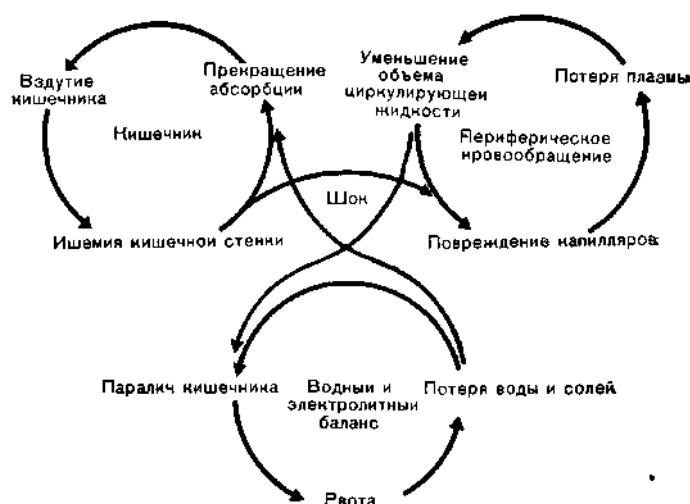 Вздутие
кишечника
Прекращение
абсорбции
Кишечник
Ишемия кишечной стенки
Уменьшение
объема
циркулирующей
жидкости
Потеря плазмы
Периферическое
кровообращение
Шок
Повреждение капилляров
Паралич кишечника
Водный и
электролитный
баланс
Потеря воды и солей
Рвота